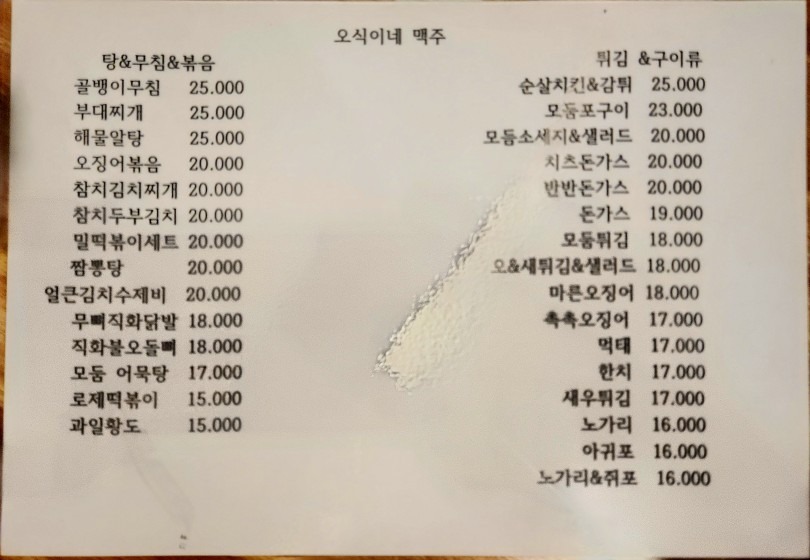 오식이네 맥주
탕&무침&볶음
골뱅이무침 25.000
부대찌개 25.000
해물알탕 25.000
오징어볶음 20.000
참치김치찌개 20.000
참치두부김치 20.000
밀떡볶이세트 20.000
짬뽕탕 20.000
얼큰김치수제비 20.000
무뼈직화닭발 18.000
직화불오돌뼈 18.000
모둠 어묵탕 17.000
로제떡볶이 15.000
과일황도 15.000
튀김 &구이류
순살치킨&감튀 25.000
모둠포구이 23.000
모듬소세지&샐러드 20.000
치츠돈가스 20.000
반반돈가스 20.000
돈가스 19.000
모둠튀김 18.000
오&새튀김&샐러드 18.000
마른오징어 18.000
촉촉오징어 17.000
먹태 17.000
한치 17.000
새우튀김 17.000
노가리 16.000
아귀포 16.000
노가리&쥐포 16.000